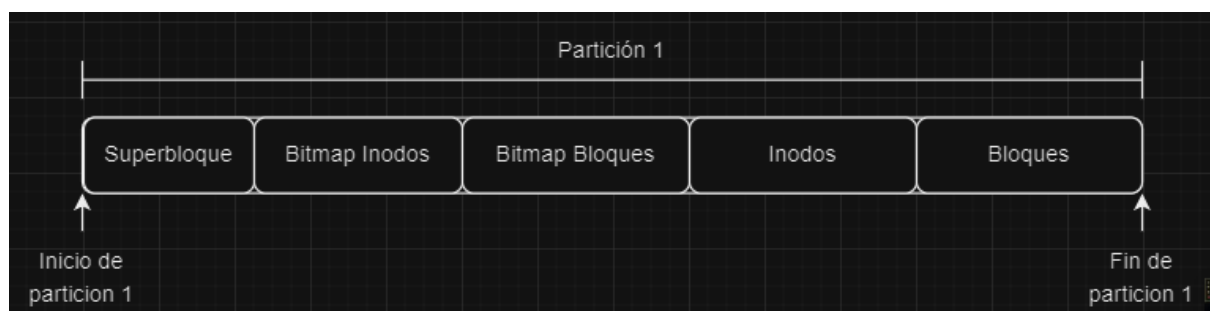 Partición 1
Superbloque
Bitmap Inodos
Bitmap Bloques
Inodos
Bloques
Inicio de
particion 1
Fin de
particion 1